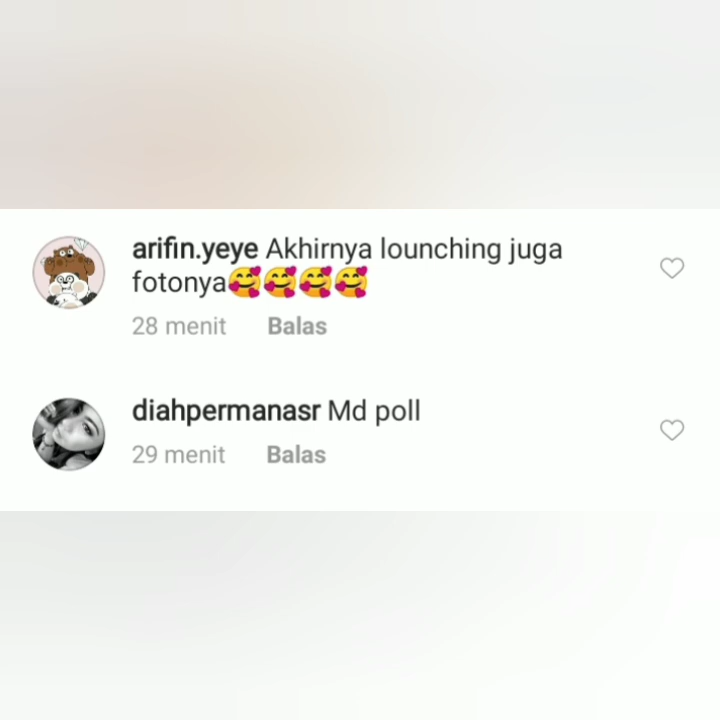 arifin.yeye Akhirnya lounching juga
fotonya🥰🥰🥰🥰
28 menit Balas
diahpermanasr Md poll
29 menit Balas